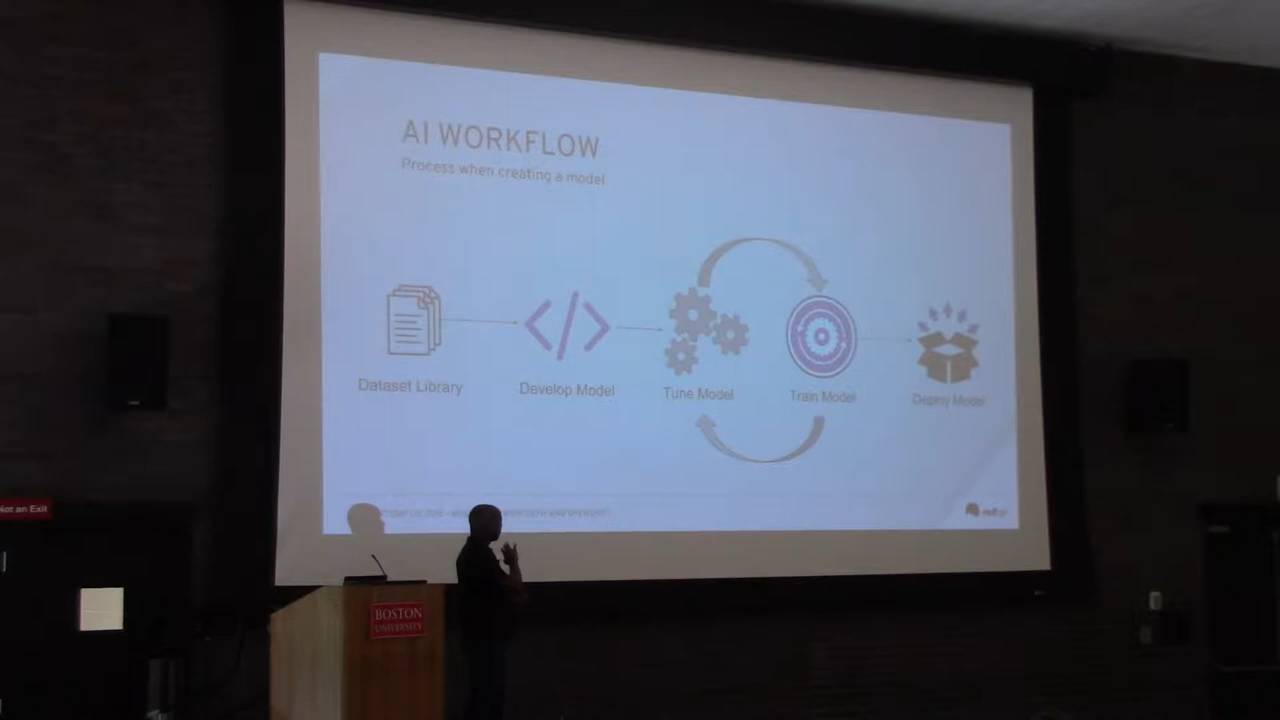 AI WORKFLOW
Process when creating a model
Dataset Library
Develop Model
Tune Model
Train Model
Deploy Model
Not an Exit
BOSTON
UNIVERSITY